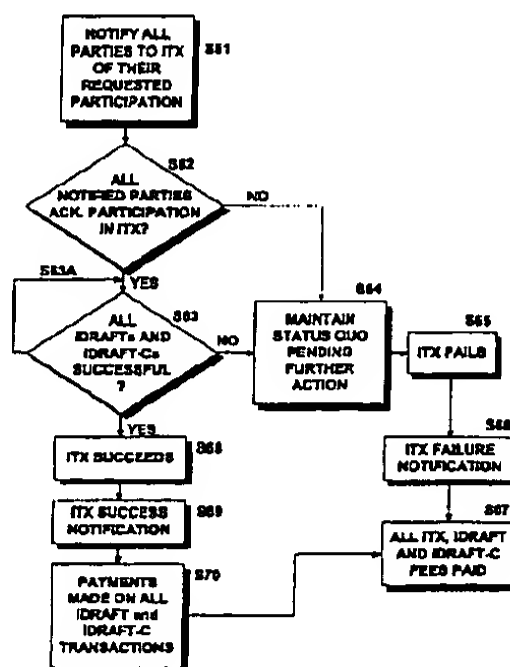 NOTIFY ALL
PARTIES TO ITX
OF THEIR
REQUESTED
PARTICIPATION
S61
ALL
NOTIFIED PARTIES
ACK. PARTICIPATION
IN ITX?
S62
NO
YES
S63A
ALL
IDRAFTs AND
IDRAFT-Cs
SUCCESSFUL
?
S63
NO
YES
MAINTAIN
STATUS QUO
PENDING
FURTHER
ACTION
S64
ITX FAILS
S65
ITX FAILURE
NOTIFICATION
S66
ALL ITX, IDRAFT
AND IDRAFT-C
FEES PAID
S67
ITX SUCCEEDS
S68
ITX SUCCESS
NOTIFICATION
S69
PAYMENTS
MADE ON ALL
IDRAFT and
IDRAFT-C
TRANSACTIONS
S70